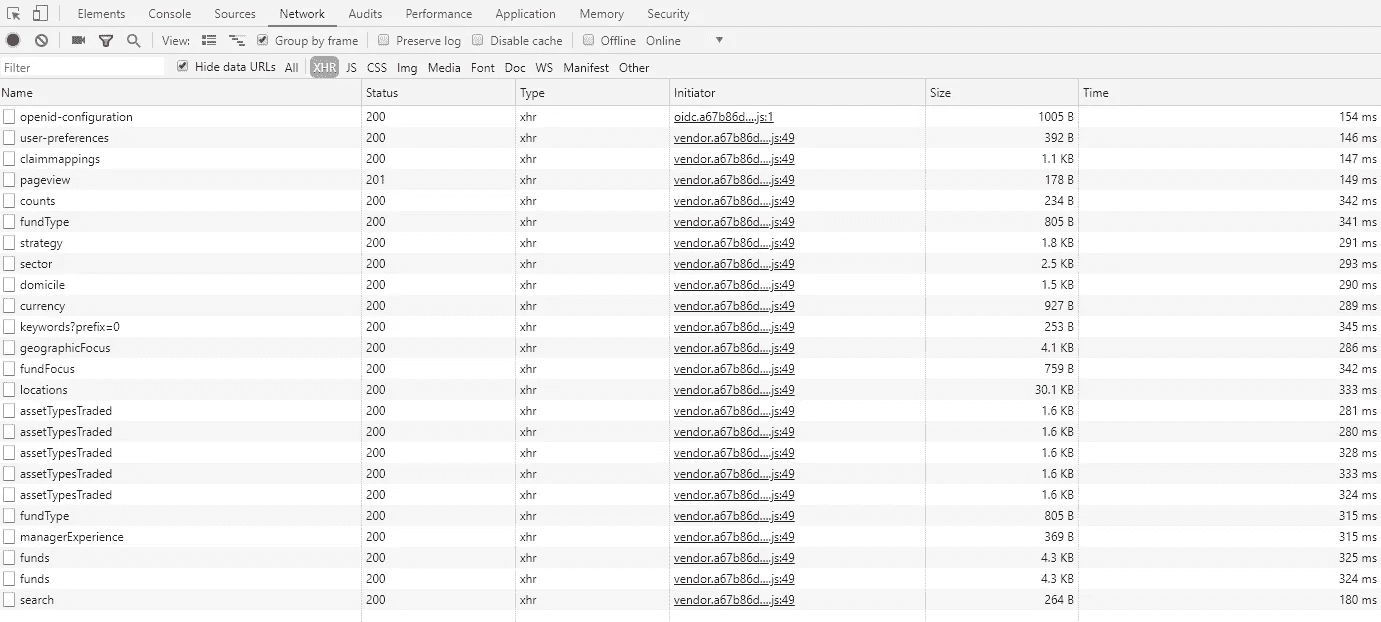 Elements Console Sources Network Audits Performance Application Memory Security
View: Group by frame Preserve log Disable cache Offline Online
Filter Hide data URLs All XHR JS CSS Img Media Font Doc WS Manifest Other
Name Status Type Initiator Size Time
openid-configuration 200 xhr oidc.a67b86d....js:1 1005 B 154 ms
user-preferences 200 xhr vendor.a67b86d....js:49 392 B 146 ms
claimmappings 200 xhr vendor.a67b86d....js:49 1.1 KB 147 ms
pageview 201 xhr vendor.a67b86d....js:49 178 B 149 ms
counts 200 xhr vendor.a67b86d....js:49 234 B 342 ms
fundType 200 xhr vendor.a67b86d....js:49 805 B 341 ms
strategy 200 xhr vendor.a67b86d....js:49 1.8 KB 291 ms
sector 200 xhr vendor.a67b86d....js:49 2.5 KB 293 ms
domicile 200 xhr vendor.a67b86d....js:49 1.5 KB 290 ms
currency 200 xhr vendor.a67b86d....js:49 927 B 289 ms
keywords?prefix=0 200 xhr vendor.a67b86d....js:49 253 B 345 ms
geographicFocus 200 xhr vendor.a67b86d....js:49 4.1 KB 286 ms
fundFocus 200 xhr vendor.a67b86d....js:49 759 B 342 ms
locations 200 xhr vendor.a67b86d....js:49 30.1 KB 333 ms
assetTypesTraded 200 xhr vendor.a67b86d....js:49 1.6 KB 281 ms
assetTypesTraded 200 xhr vendor.a67b86d....js:49 1.6 KB 280 ms
assetTypesTraded 200 xhr vendor.a67b86d....js:49 1.6 KB 328 ms
assetTypesTraded 200 xhr vendor.a67b86d....js:49 1.6 KB 333 ms
assetTypesTraded 200 xhr vendor.a67b86d....js:49 1.6 KB 324 ms
fundType 200 xhr vendor.a67b86d....js:49 805 B 315 ms
managerExperience 200 xhr vendor.a67b86d....js:49 369 B 315 ms
funds 200 xhr vendor.a67b86d....js:49 4.3 KB 325 ms
funds 200 xhr vendor.a67b86d....js:49 4.3 KB 324 ms
search 200 xhr vendor.a67b86d....js:49 264 B 180 ms